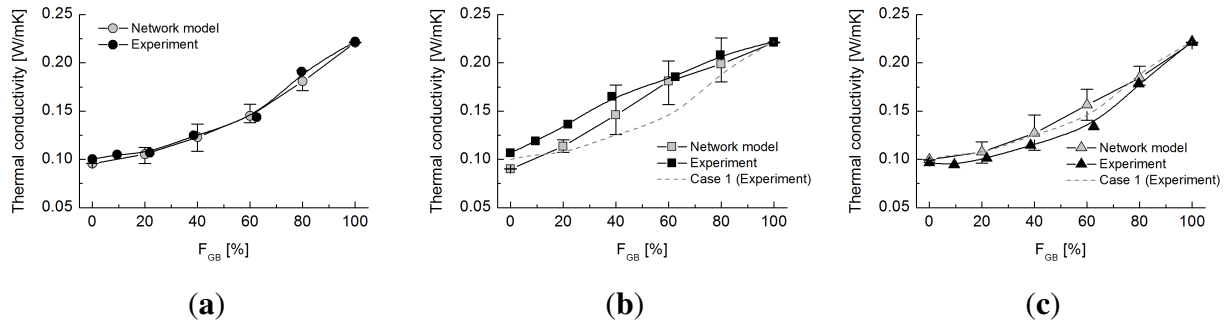 Thermal conductivity [W/mK]
0.25
0.20
0.15
0.10
0.05
Network model
Experiment
0 20 40 60 80 100
F_GB [%]
(a)
Thermal conductivity [W/mK]
0.25
0.20
0.15
0.10
0.05
Network model
Experiment
Case 1 (Experiment)
0 20 40 60 80 100
F_GB [%]
(b)
Thermal conductivity [W/mK]
0.25
0.20
0.15
0.10
0.05
Network model
Experiment
Case 1 (Experiment)
0 20 40 60 80 100
F_GB [%]
(c)